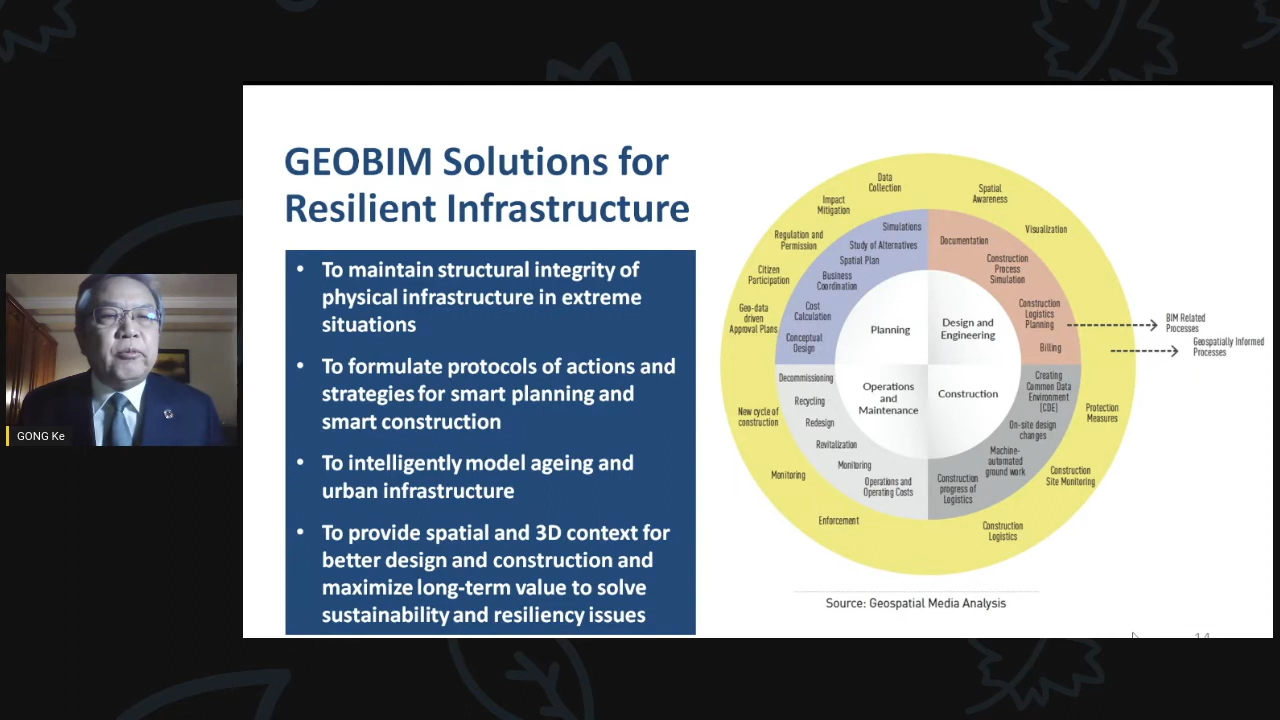 GEOBIM Solutions for
Resilient Infrastructure
• To maintain structural integrity of
physical infrastructure in extreme
situations
• To formulate protocols of actions and
strategies for smart planning and
smart construction
• To intelligently model ageing and
urban infrastructure
• To provide spatial and 3D context for
better design and construction and
maximize long-term value to solve
sustainability and resiliency issues
GONG Ke
Data
Collection
Impact
Mitigation
Regulation and
Permission
Citizen
Participation
Geo-data
driven
Approval Plans
Spatial
Awareness
Visualization
Simulations
Study of Alternatives
Spatial Plan
Business
Coordination
Cost
Calculation
Conceptual
Design
Documentation
Construction
Process
Simulation
Construction
Logistics
Planning
Billing
Planning
Design and
Engineering
Operations
and
Maintenance
Construction
BIM Related
Processes
Geospatially Informed
Processes
Decommissioning
Recycling
Redesign
Revitalization
Monitoring
Operations and
Operating Costs
Creating
Common Data
Environment
(CDE)
On-site design
changes
Machine-
automated
ground work
Construction
progress of
Logistics
New cycle of
construction
Monitoring
Enforcement
Protection
Measures
Construction
Site Monitoring
Construction
Logistics
Source: Geospatial Media Analysis